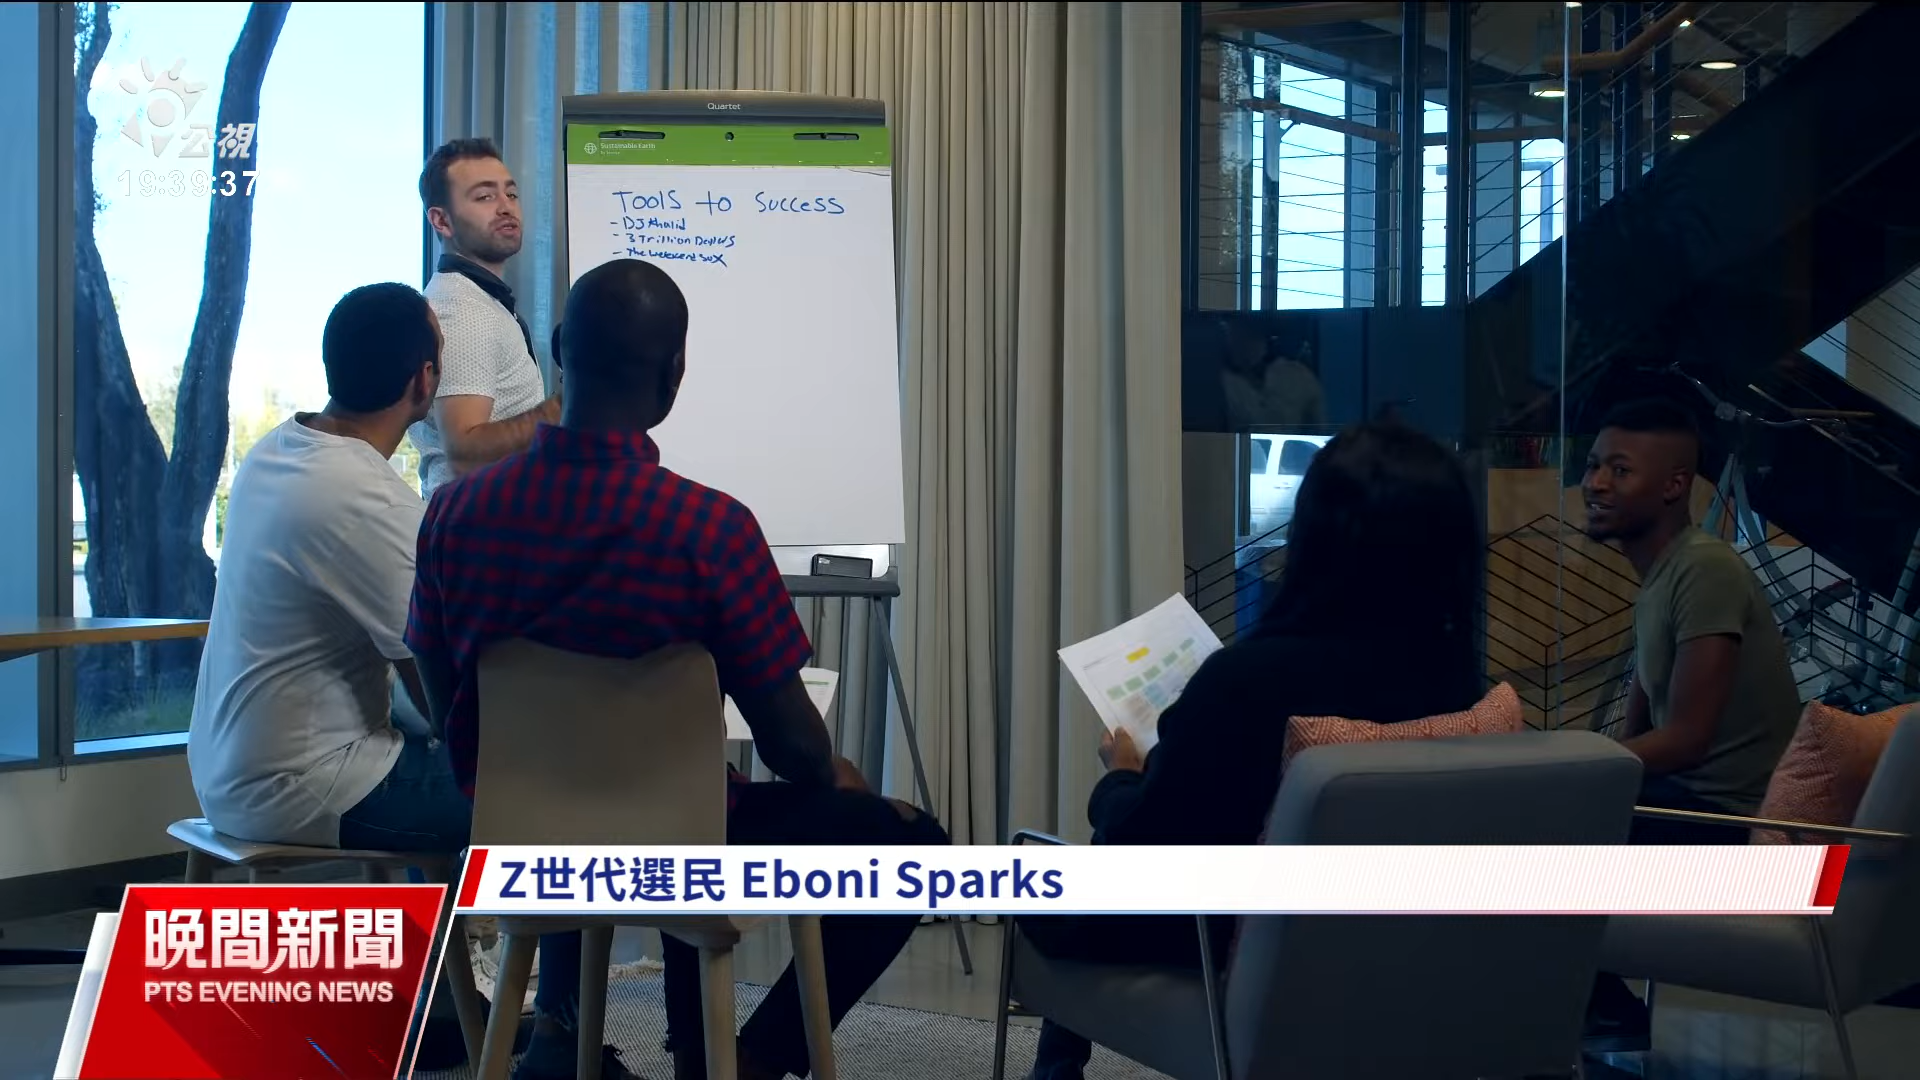 公視
19:39:37
Quartet
Sustainable Earth
Tools to Success
- DJ Khalid
- 3 Trillion Dollars
- The Weekend Sux
Z世代選民 Eboni Sparks
晚間新聞
PTS EVENING NEWS